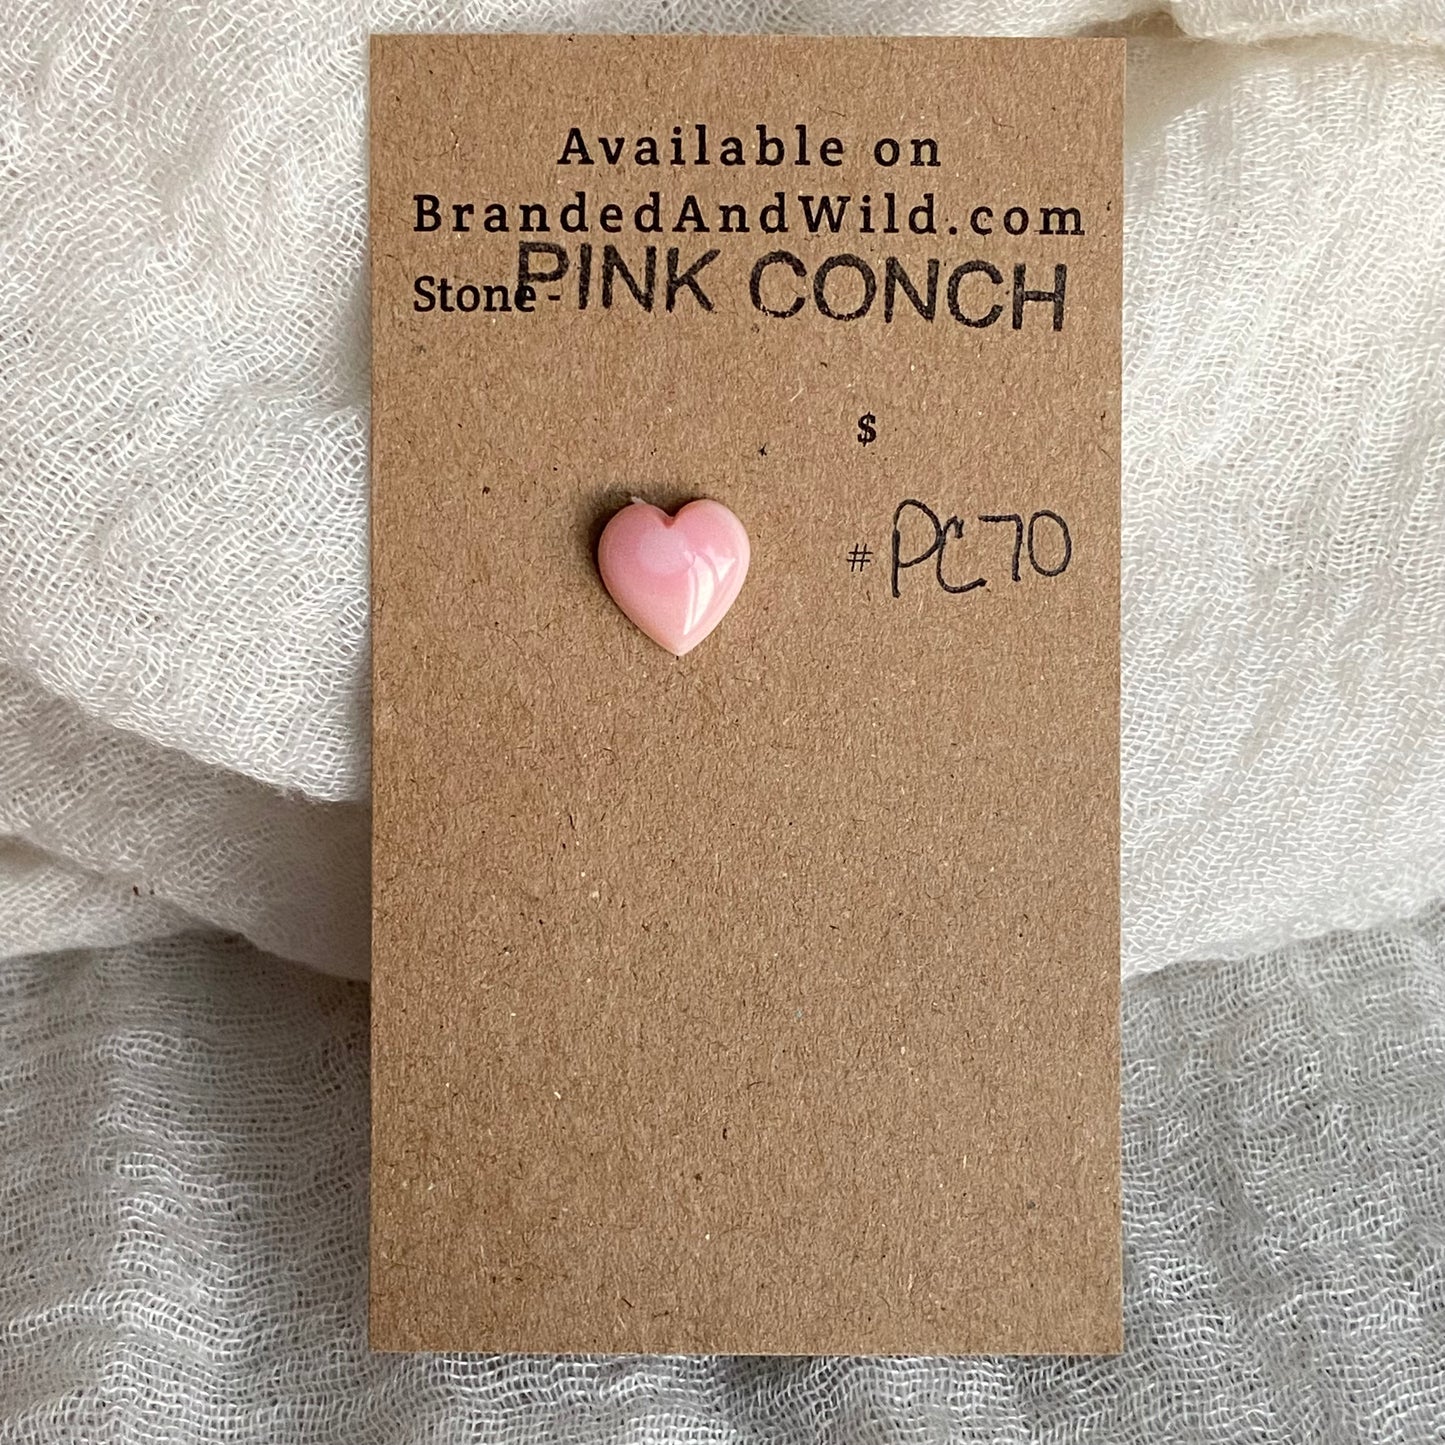 Available on
BrandedAndWild.com
Stone - PINK CONCH
$
# PC70